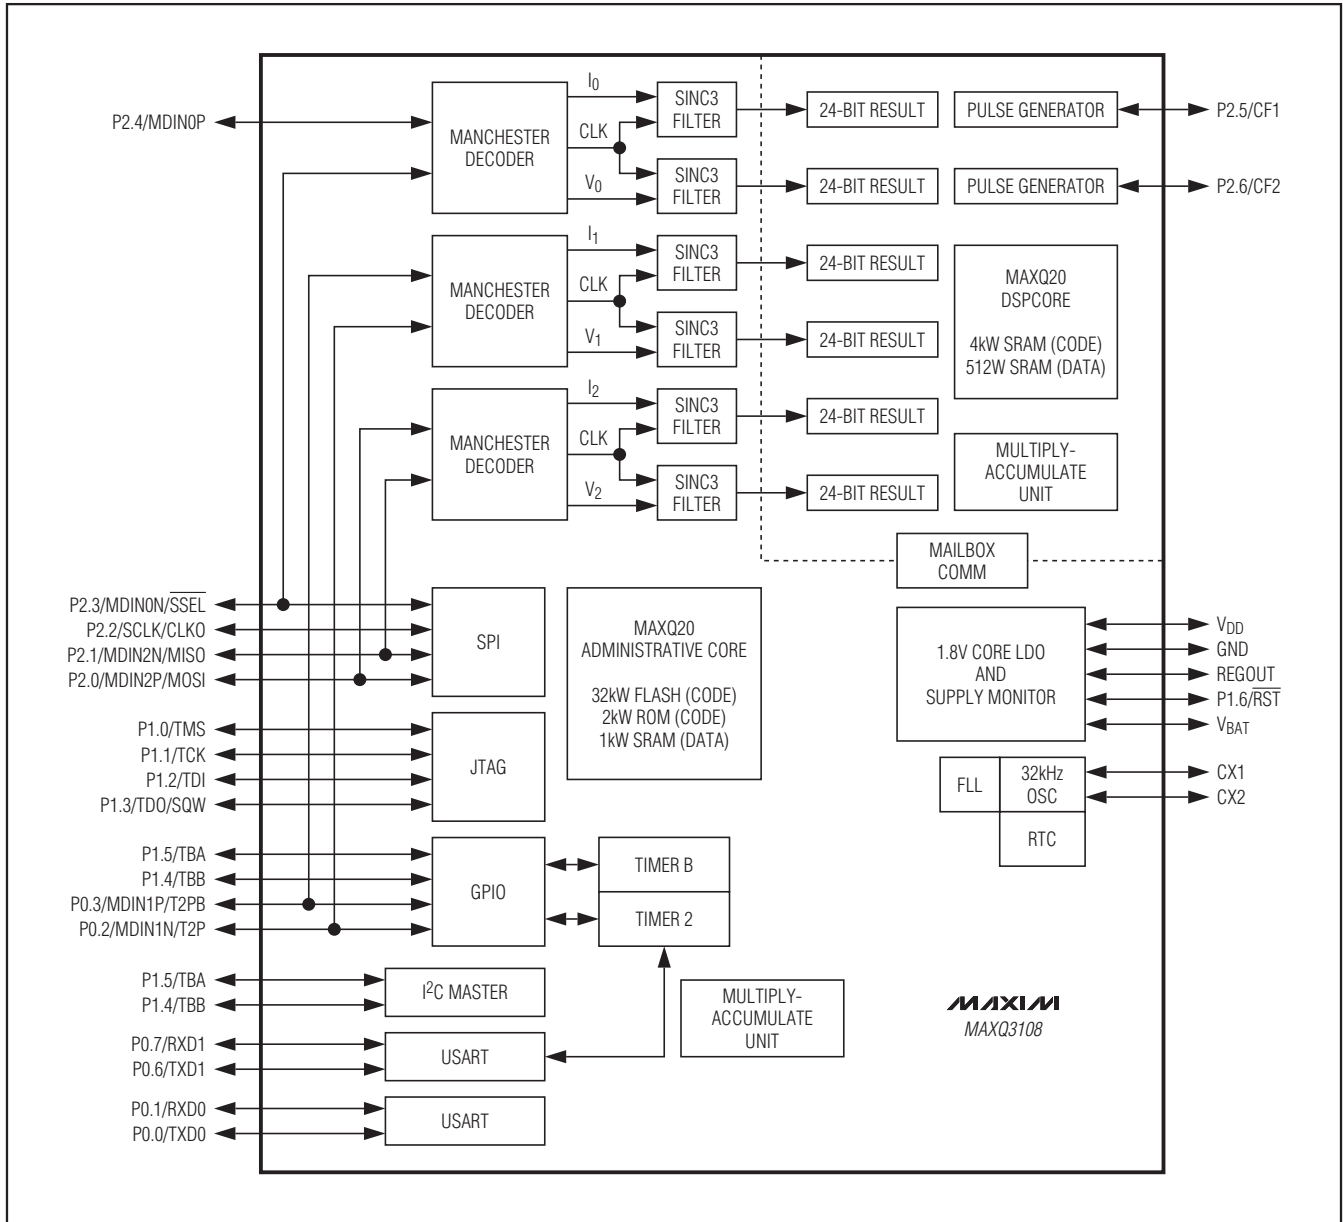 P2.4/MDIN0P
MANCHESTER
DECODER
I0
CLK
V0
SINC3
FILTER
SINC3
FILTER
24-BIT RESULT
24-BIT RESULT
PULSE GENERATOR
PULSE GENERATOR
P2.5/CF1
P2.6/CF2
MANCHESTER
DECODER
I1
CLK
V1
SINC3
FILTER
SINC3
FILTER
24-BIT RESULT
24-BIT RESULT
MAXQ20
DSPCORE
4kW SRAM (CODE)
512W SRAM (DATA)
MANCHESTER
DECODER
I2
CLK
V2
SINC3
FILTER
SINC3
FILTER
24-BIT RESULT
24-BIT RESULT
MULTIPLY-
ACCUMULATE
UNIT
MAILBOX
COMM
P2.3/MDIN0N/SSEL
P2.2/SCLK/CLKO
P2.1/MDIN2N/MISO
P2.0/MDIN2P/MOSI
SPI
MAXQ20
ADMINISTRATIVE CORE
32kW FLASH (CODE)
2kW ROM (CODE)
1kW SRAM (DATA)
1.8V CORE LDO
AND
SUPPLY MONITOR
VDD
GND
REGOUT
P1.6/RST
VBAT
P1.0/TMS
P1.1/TCK
P1.2/TDI
P1.3/TDO/SQW
JTAG
FLL
32kHz
OSC
RTC
CX1
CX2
P1.5/TBA
P1.4/TBB
P0.3/MDIN1P/T2PB
P0.2/MDIN1N/T2P
GPIO
TIMER B
TIMER 2
P1.5/TBA
P1.4/TBB
I2C MASTER
P0.7/RXD1
P0.6/TXD1
USART
MULTIPLY-
ACCUMULATE
UNIT
MAXIM
MAXQ3108
P0.1/RXD0
P0.0/TXD0
USART